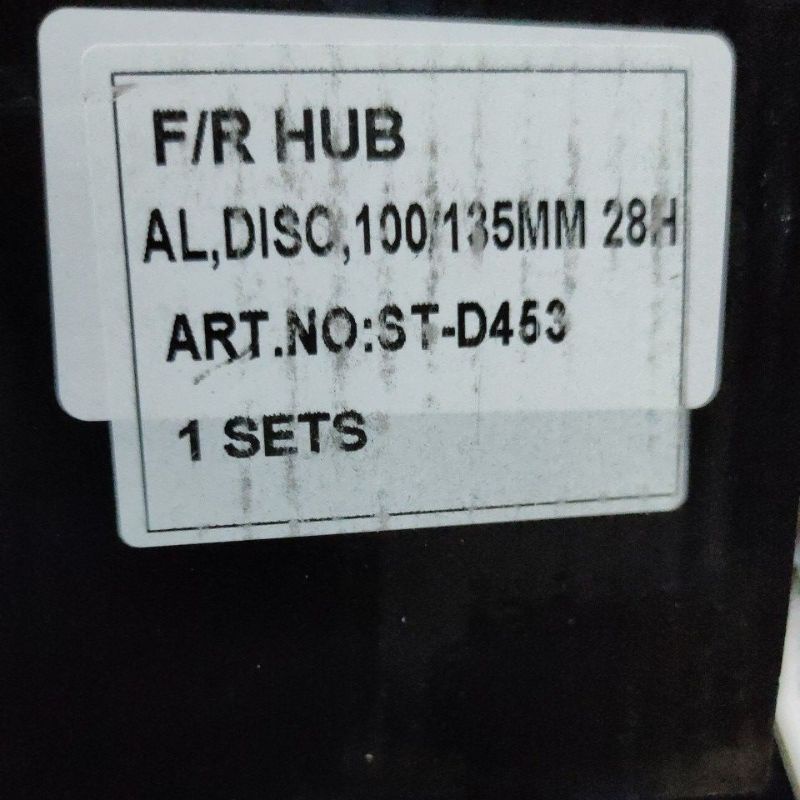 F/R HUB
AL,DISC,100/135MM 28H
ART.NO:ST-D453
1 SETS